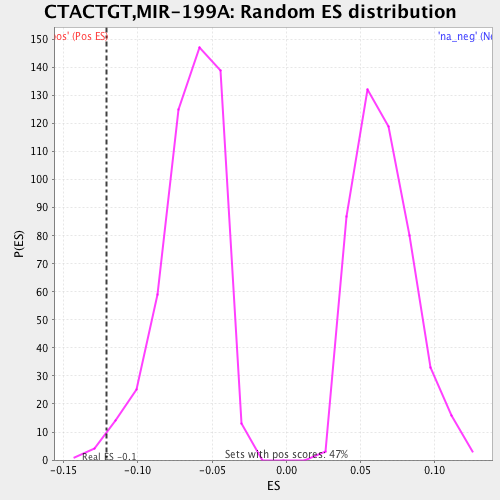 CTACTGT,MIR-199A: Random ES distribution
os' (Pos ES
'na_neg' (Ne
150
140
130
120
110
100
90
80
70
60
50
40
30
20
10
0
P(ES)
Real ES -0.1
Sets with pos scores: 47%
-0.15 -0.10 -0.05 0.00 0.05 0.10
ES